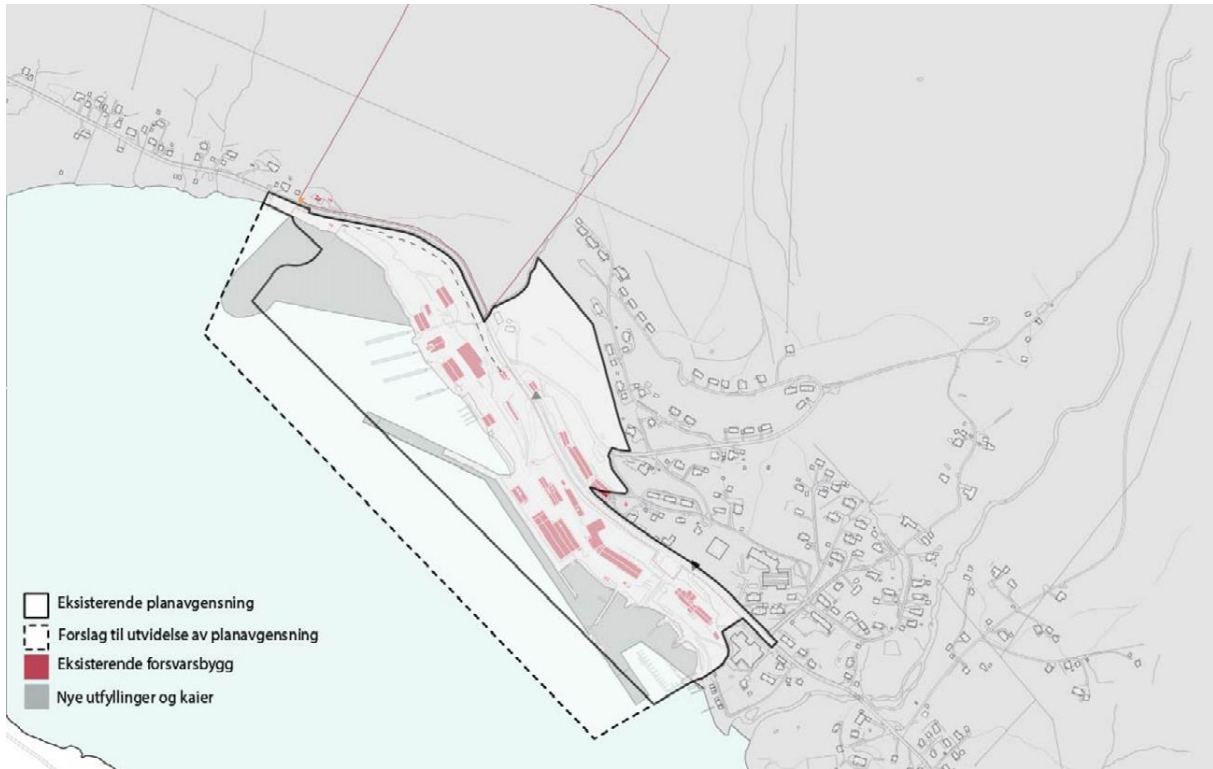 Eksisterende planavgensning
Forslag til utvidelse av planavgensning
Eksisterende forsvarsbygg
Nye utfyllinger og kaier